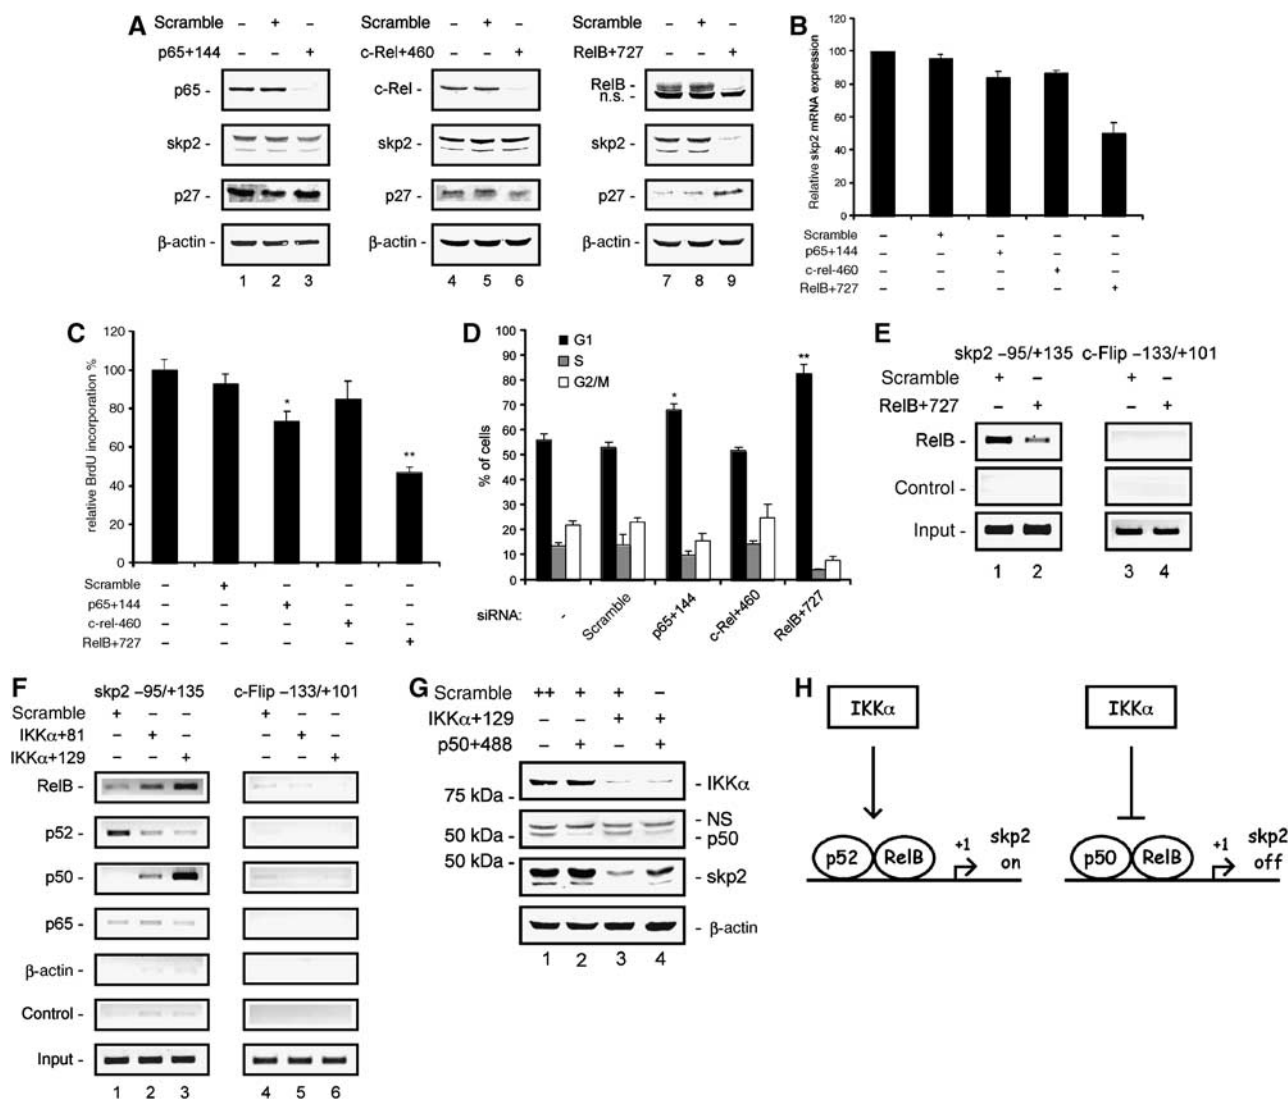 A
Scramble – + –
p65+144 – – +
p65 -
skp2 -
p27 -
β-actin -
1 2 3
Scramble – + –
c-Rel+460 – – +
c-Rel -
skp2 -
p27 -
β-actin -
4 5 6
Scramble – + –
RelB+727 – – +
RelB -
n.s. -
skp2 -
p27 -
β-actin -
7 8 9
B
Relative skp2 mRNA expression
120
100
80
60
40
20
0
Scramble – + – – –
p65+144 – – + – –
c-rel-460 – – – + –
RelB+727 – – – – +
C
relative BrdU incorporation %
120
100
80
60
40
20
0
*
**
Scramble – + – – –
p65+144 – – + – –
c-rel-460 – – – + –
RelB+727 – – – – +
D
% of cells
100
90
80
70
60
50
40
30
20
10
0
G1
S
G2/M
*
**
siRNA: - Scramble p65+144 c-Rel+460 RelB+727
E
skp2 –95/+135 c-Flip –133/+101
Scramble + – + –
RelB+727 – + – +
RelB -
Control -
Input -
1 2 3 4
F
skp2 –95/+135 c-Flip –133/+101
Scramble + – – + – –
IKKα+81 – + – – + –
IKKα+129 – – + – – +
RelB -
p52 -
p50 -
p65 -
β-actin -
Control -
Input -
1 2 3 4 5 6
G
Scramble ++ + + –
IKKα+129 – – + +
p50+488 – + – +
75 kDa -
- IKKα
50 kDa -
- NS
- p50
50 kDa -
- skp2
- β-actin
1 2 3 4
H
IKKα
p52 RelB +1 skp2 on
IKKα
p50 RelB +1 skp2 off